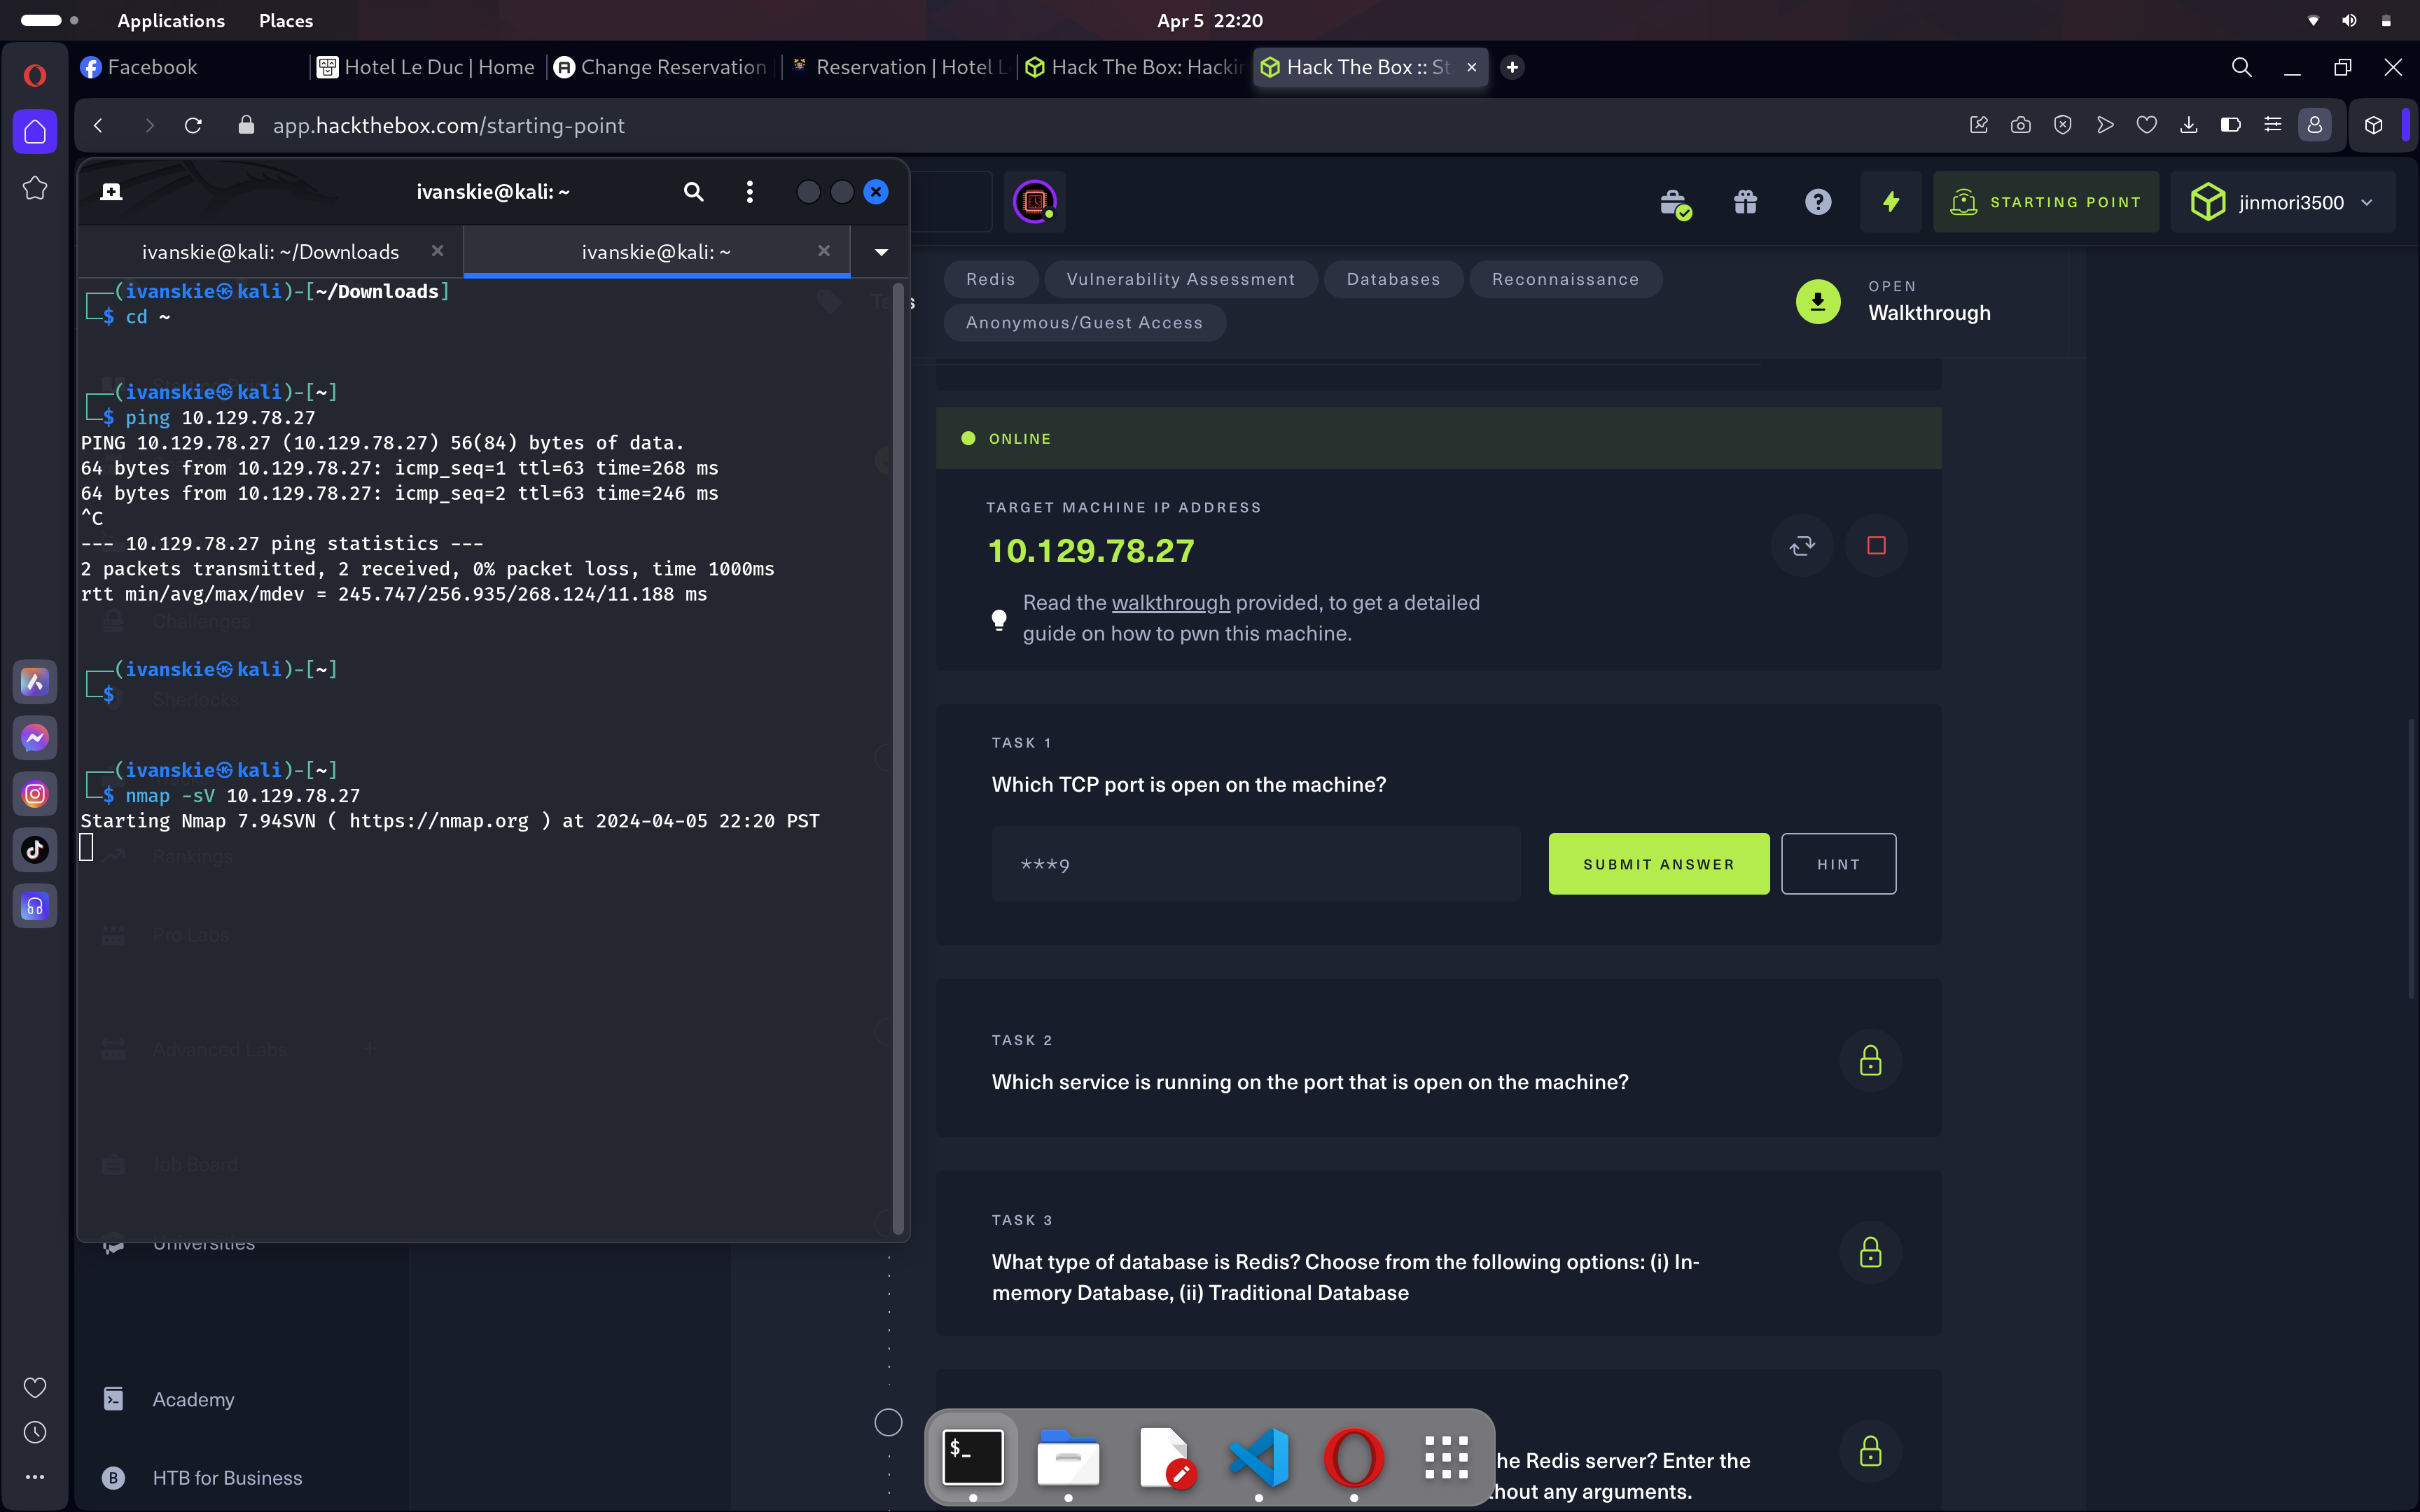 Applications Places Apr 5 22:20
Facebook Hotel Le Duc | Home Change Reservation Reservation | Hotel L Hack The Box: Hackin Hack The Box :: St
app.hackthebox.com/starting-point
ivanskie@kali: ~
ivanskie@kali: ~/Downloads ivanskie@kali: ~
┌──(ivanskie㉿kali)-[~/Downloads]
└─$ cd ~
┌──(ivanskie㉿kali)-[~]
└─$ ping 10.129.78.27
PING 10.129.78.27 (10.129.78.27) 56(84) bytes of data.
64 bytes from 10.129.78.27: icmp_seq=1 ttl=63 time=268 ms
64 bytes from 10.129.78.27: icmp_seq=2 ttl=63 time=246 ms
^C
--- 10.129.78.27 ping statistics ---
2 packets transmitted, 2 received, 0% packet loss, time 1000ms
rtt min/avg/max/mdev = 245.747/256.935/268.124/11.188 ms
Challenges
┌──(ivanskie㉿kali)-[~]
└─$
Sherlocks
┌──(ivanskie㉿kali)-[~]
└─$ nmap -sV 10.129.78.27
Starting Nmap 7.94SVN ( https://nmap.org ) at 2024-04-05 22:20 PST
Rankings
Pro Labs
Advanced Labs +
Job Board
Universities
Academy
HTB for Business
STARTING POINT
jinmori3500
Redis Vulnerability Assessment Databases Reconnaissance
Anonymous/Guest Access
OPEN
Walkthrough
ONLINE
TARGET MACHINE IP ADDRESS
10.129.78.27
Read the walkthrough provided, to get a detailed
guide on how to pwn this machine.
TASK 1
Which TCP port is open on the machine?
***9
SUBMIT ANSWER
HINT
TASK 2
Which service is running on the port that is open on the machine?
TASK 3
What type of database is Redis? Choose from the following options: (i) In-
memory Database, (ii) Traditional Database
he Redis server? Enter the
hout any arguments.